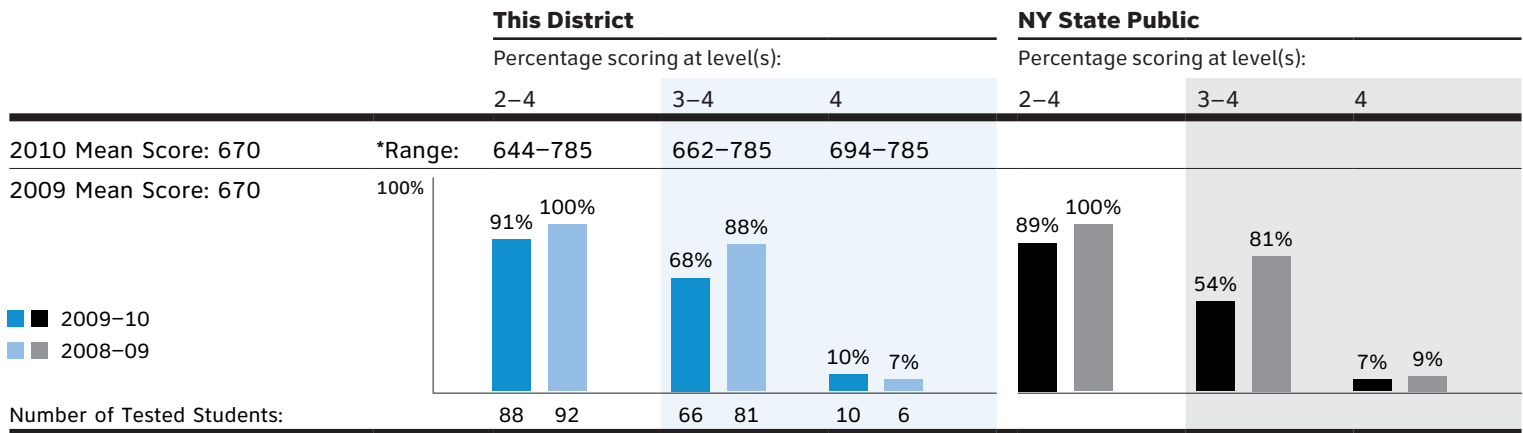 This District NY State Public
Percentage scoring at level(s): Percentage scoring at level(s):
2–4 3–4 4 2–4 3–4 4
2010 Mean Score: 670 *Range: 644–785 662–785 694–785
2009 Mean Score: 670 100%
91% 100% 88% 68% 10% 7% 89% 100% 81% 54% 7% 9%
2009–10
2008–09
Number of Tested Students: 88 92 66 81 10 6